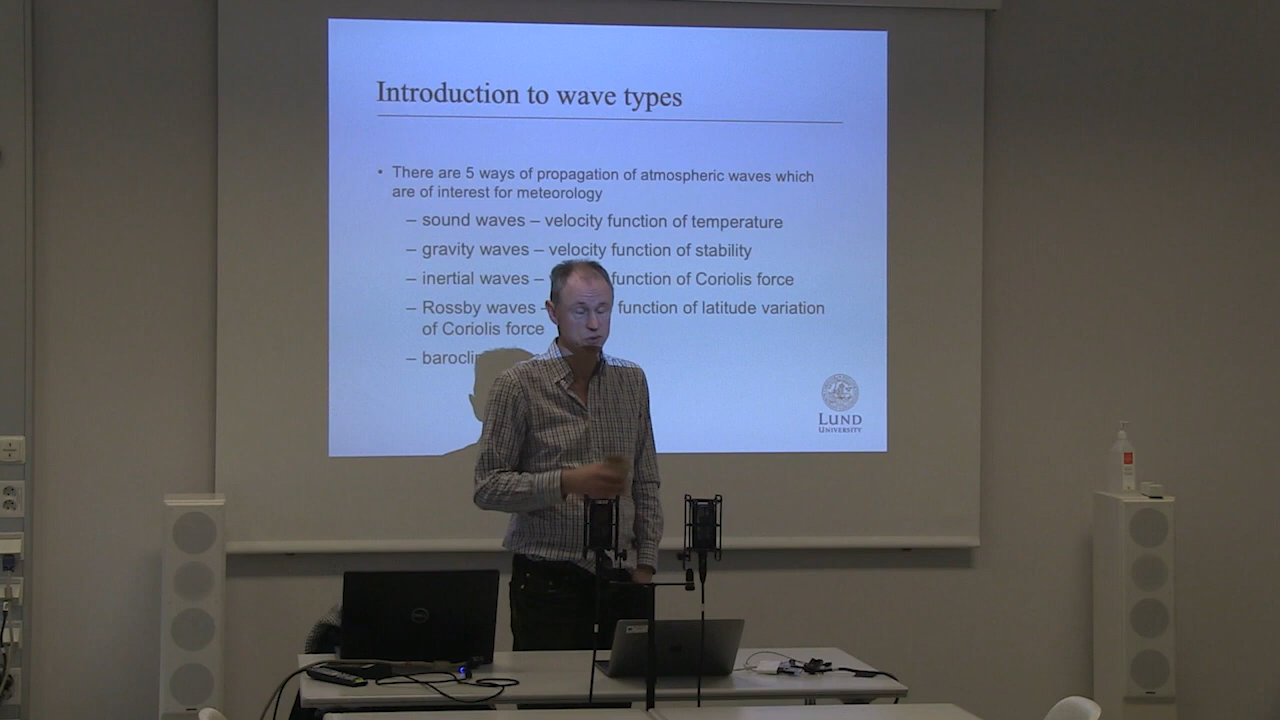 Introduction to wave types
• There are 5 ways of propagation of atmospheric waves which
are of interest for meteorology
– sound waves – velocity function of temperature
– gravity waves – velocity function of stability
– inertial waves – function of Coriolis force
– Rossby waves – function of latitude variation
of Coriolis force
–
LUND
UNIVERSITY
DELL